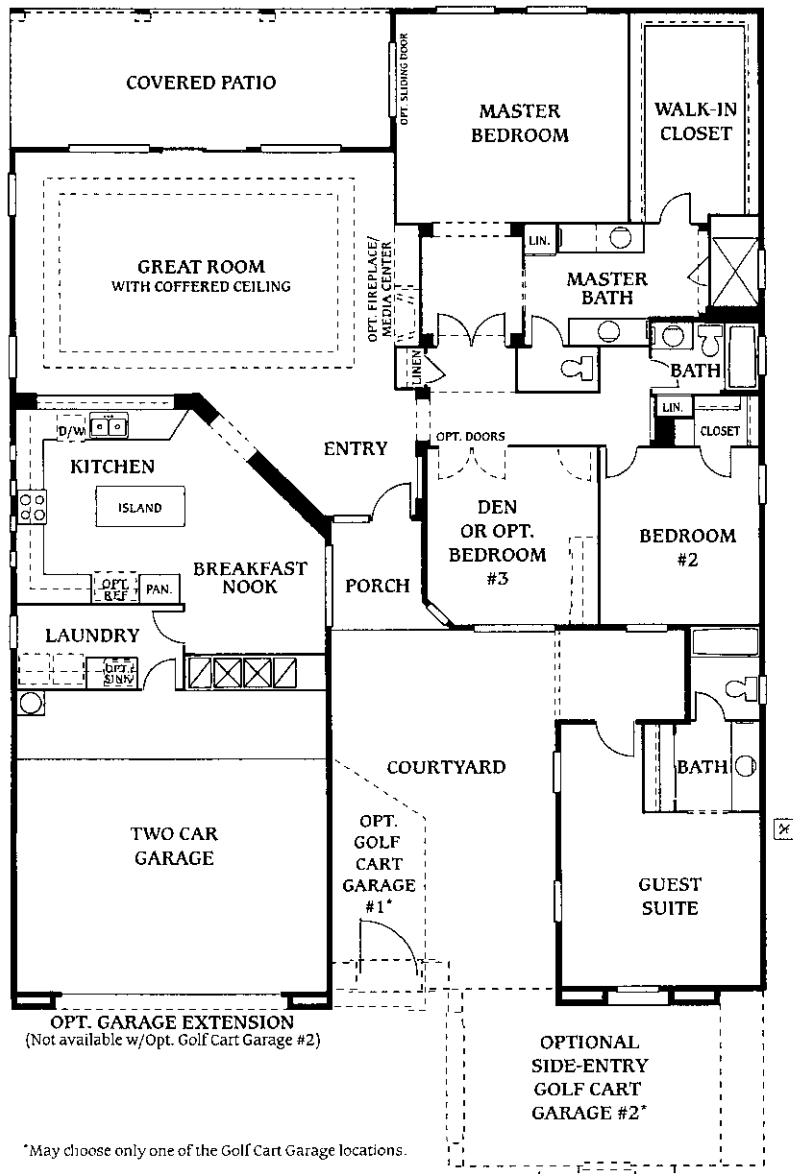 COVERED PATIO
OPT. SLIDING DOOR
MASTER
BEDROOM
WALK-IN
CLOSET
GREAT ROOM
WITH COFFERED CEILING
OPT. FIREPLACE/
MEDIA CENTER
LIN.
MASTER
BATH
LINEN
BATH
LIN.
CLOSET
D/W
KITCHEN
ISLAND
ENTRY
OPT. DOORS
DEN
OR OPT.
BEDROOM
#3
BEDROOM
#2
BREAKFAST
NOOK
OPT.
REF
PAN.
PORCH
LAUNDRY
OPT.
SINK
COURTYARD
BATH
TWO CAR
GARAGE
OPT.
GOLF
CART
GARAGE
#1*
GUEST
SUITE
OPT. GARAGE EXTENSION
(Not available w/Opt. Golf Cart Garage #2)
OPTIONAL
SIDE-ENTRY
GOLF CART
GARAGE #2*
*May choose only one of the Golf Cart Garage locations.